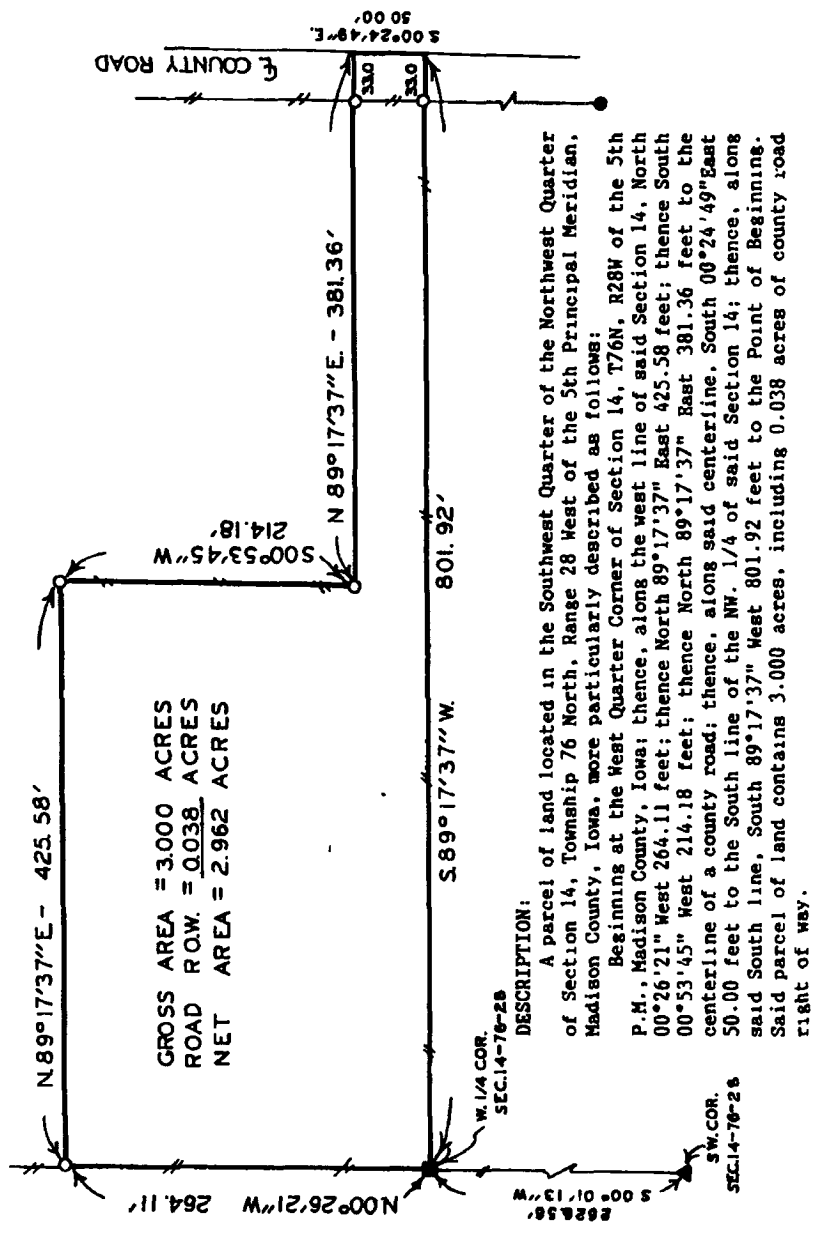 S 00°24'49"E.
50.00'
℄ COUNTY ROAD
33.0
33.0
N 89°17'37"E. - 381.36'
S00°53'45"W
214.18'
801.92'
S.89°17'37"W.
N.89°17'37"E - 425.58'
GROSS AREA = 3.000 ACRES
ROAD R.O.W. = 0.038 ACRES
NET AREA = 2.962 ACRES
N00°26'21"W 264.11'
W. 1/4 COR.
SEC.14-76-28
S 00°01'13"W
SW. COR.
SEC.14-76-28
DESCRIPTION:
A parcel of land located in the Southwest Quarter of the Northwest Quarter
of Section 14, Township 76 North, Range 28 West of the 5th Principal Meridian,
Madison County, Iowa, more particularly described as follows:
Beginning at the West Quarter Corner of Section 14, T76N, R28W of the 5th
P.M., Madison County, Iowa; thence, along the west line of said Section 14, North
00°26'21" West 264.11 feet; thence North 89°17'37" East 425.58 feet; thence South
00°53'45" West 214.18 feet; thence North 89°17'37" East 381.36 feet to the
centerline of a county road; thence, along said centerline, South 00°24'49"East
50.00 feet to the South line of the NW. 1/4 of said Section 14; thence, along
said South line, South 89°17'37" West 801.92 feet to the Point of Beginning.
Said parcel of land contains 3.000 acres, including 0.038 acres of county road
right of way.